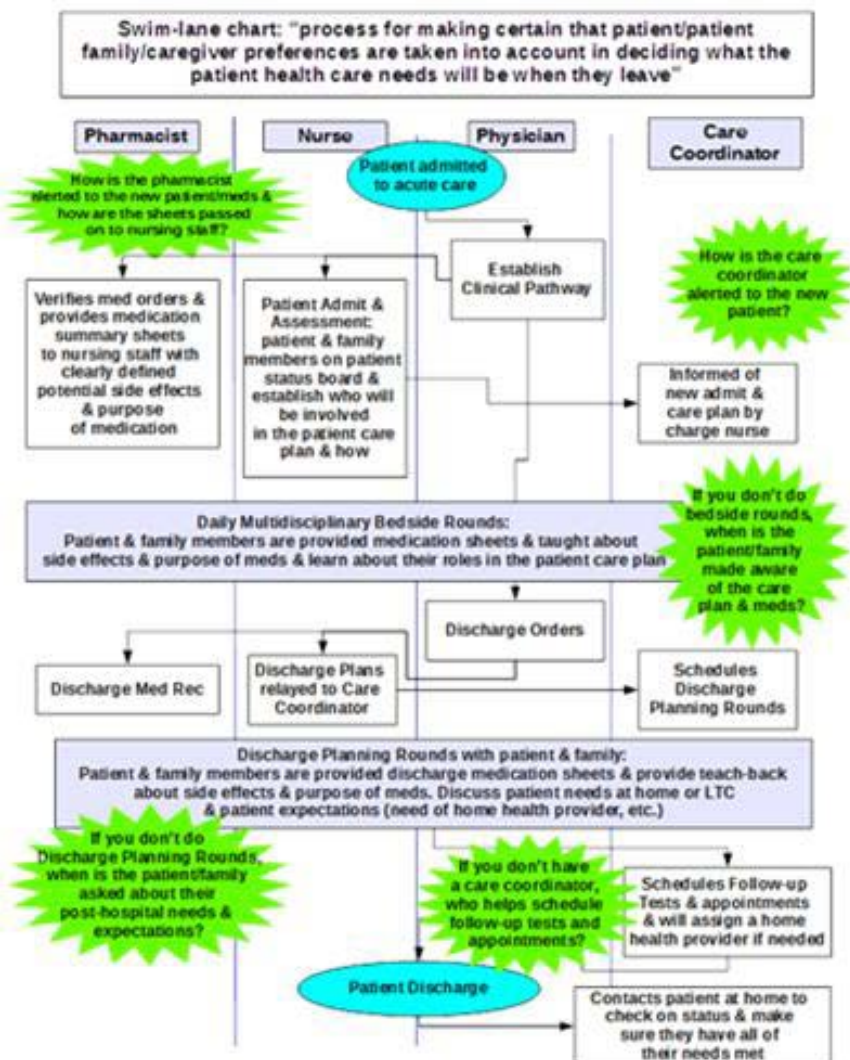 Swim-lane chart: "process for making certain that patient/patient
family/caregiver preferences are taken into account in deciding what the
patient health care needs will be when they leave"
Pharmacist
Nurse
Physician
Care
Coordinator
Patient admitted
to acute care
How is the pharmacist
alerted to the new patient/meds &
how are the sheets passed
on to nursing staff?
Establish
Clinical Pathway
How is the care
coordinator
alerted to the new
patient?
Verifies med orders &
provides medication
summary sheets
to nursing staff with
clearly defined
potential side effects
& purpose
of medication
Patient Admit &
Assessment:
patient & family
members on patient
status board &
establish who will
be involved
in the patient care
plan & how
Informed of
new admit &
care plan by
charge nurse
Daily Multidisciplinary Bedside Rounds:
Patient & family members are provided medication sheets & taught about
side effects & purpose of meds & learn about their roles in the patient care plan
If you don't do
bedside rounds,
when is the
patient/family
made aware
of the care
plan & meds?
Discharge Orders
Discharge Med Rec
Discharge Plans
relayed to Care
Coordinator
Schedules
Discharge
Planning Rounds
Discharge Planning Rounds with patient & family:
Patient & family members are provided discharge medication sheets & provide teach-back
about side effects & purpose of meds. Discuss patient needs at home or LTC
& patient expectations (need of home health provider, etc.)
If you don't do
Discharge Planning Rounds,
when is the patient/family
asked about their
post-hospital needs &
expectations?
If you don't have
a care coordinator,
who helps schedule
follow-up tests and
appointments?
Schedules Follow-up
Tests & appointments
& will assign a home
health provider if needed
Patient Discharge
Contacts patient at home to
check on status & make
sure they have all of
their needs met